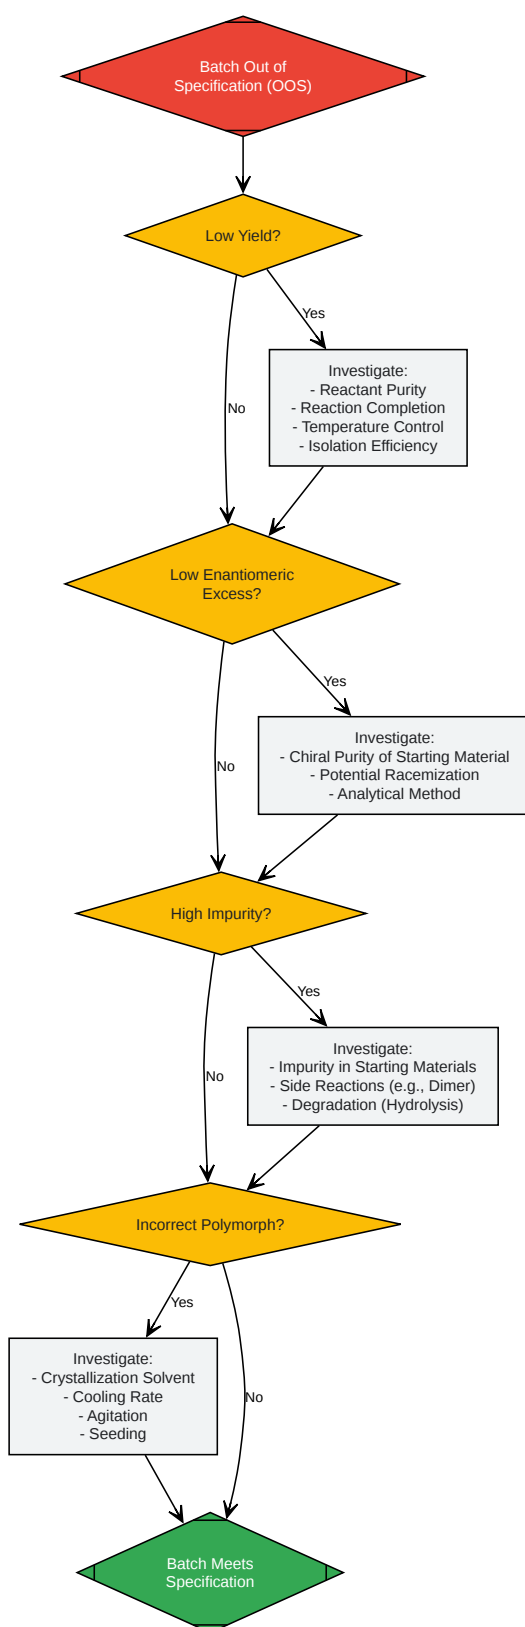 Batch Out of
Specification (OOS)
Low Yield?
Yes
Investigate:
- Reactant Purity
- Reaction Completion
- Temperature Control
- Isolation Efficiency
No
Low Enantiomeric
Excess?
Yes
Investigate:
- Chiral Purity of Starting Material
- Potential Racemization
- Analytical Method
No
High Impurity?
Yes
Investigate:
- Impurity in Starting Materials
- Side Reactions (e.g., Dimer)
- Degradation (Hydrolysis)
No
Incorrect Polymorph?
Yes
Investigate:
- Crystallization Solvent
- Cooling Rate
- Agitation
- Seeding
No
Batch Meets
Specification